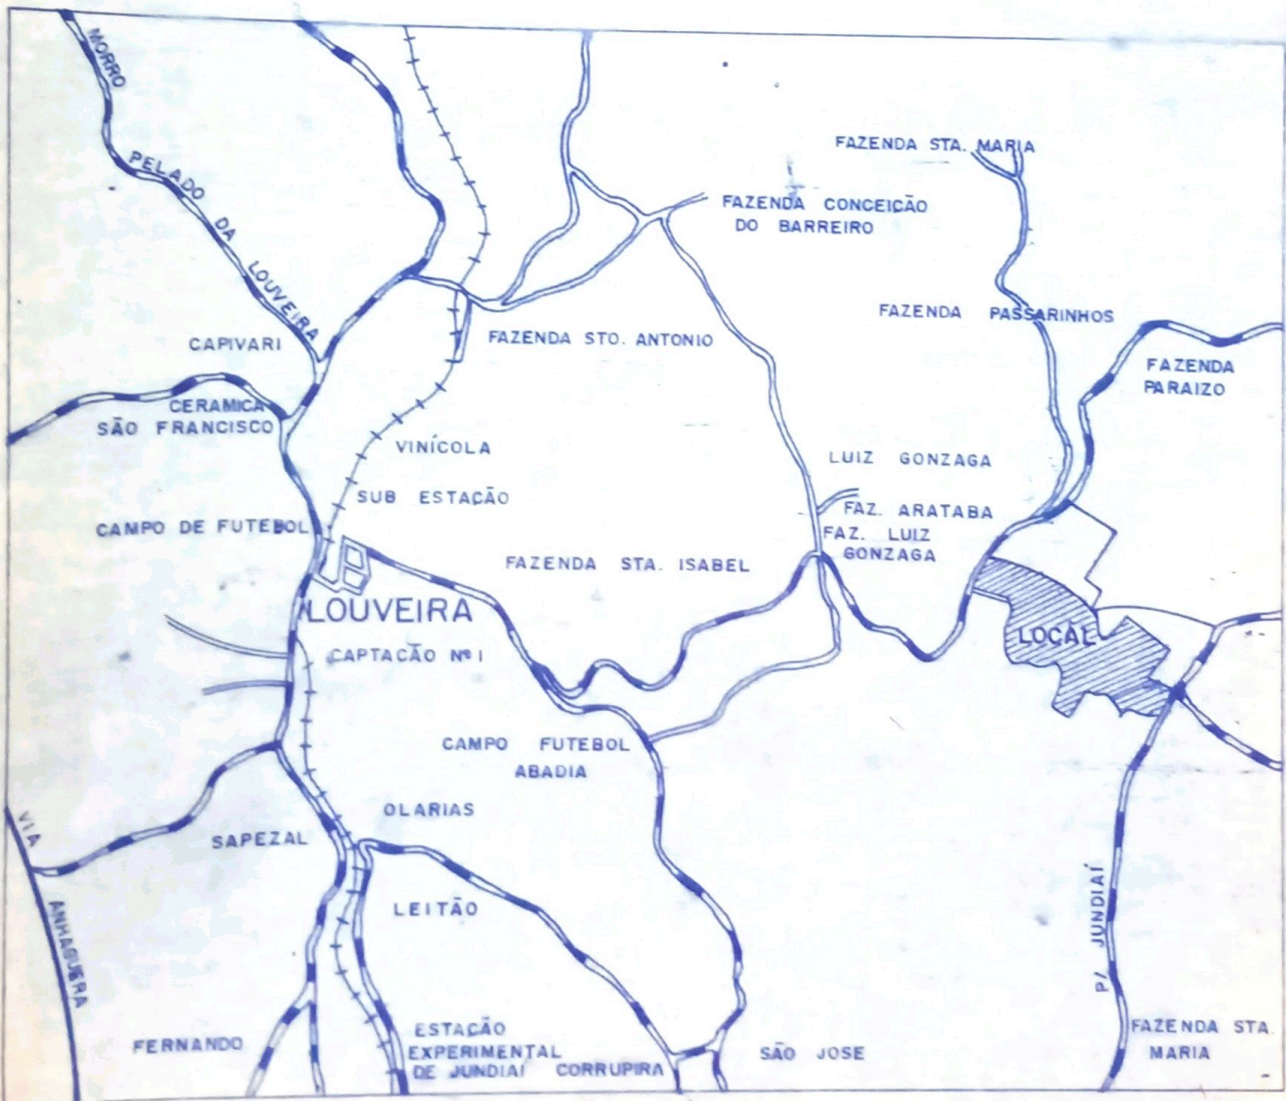 MORRO
PELADO DA
LOUVEIRA
FAZENDA STA. MARIA
FAZENDA CONCEIÇÃO
DO BARREIRO
FAZENDA PASSARINHOS
CAPIVARI
FAZENDA STO. ANTONIO
FAZENDA
PARAIZO
CERAMICA
SÃO FRANCISCO
VINÍCOLA
LUIZ GONZAGA
SUB ESTAÇÃO
FAZ. ARATABA
CAMPO DE FUTEBOL
FAZ. LUIZ
GONZAGA
FAZENDA STA. ISABEL
LOUVEIRA
LOCAL
CAPTACÃO Nº 1
CAMPO FUTEBOL
ABADIA
OLARIAS
VIA
ANHAGUERA
SAPEZAL
LEITÃO
P/ JUNDIAÍ
FERNANDO
ESTAÇÃO
EXPERIMENTAL
DE JUNDIAÍ
CORRUPIRA
SÃO JOSE
FAZENDA STA.
MARIA